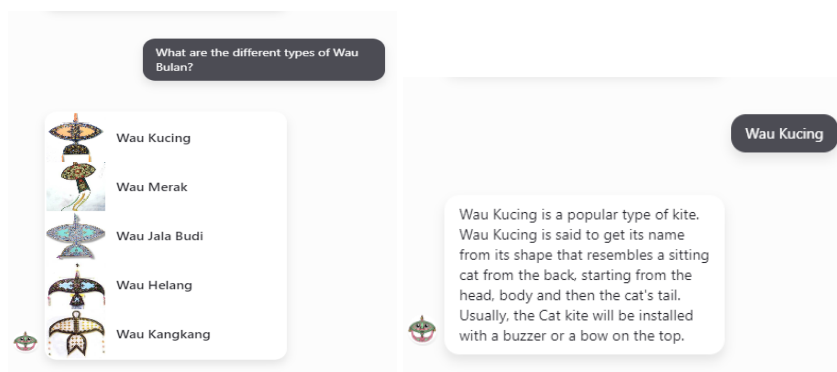 What are the different types of Wau
Bulan?
Wau Kucing
Wau Merak
Wau Jala Budi
Wau Helang
Wau Kangkang
Wau Kucing
Wau Kucing is a popular type of kite.
Wau Kucing is said to get its name
from its shape that resembles a sitting
cat from the back, starting from the
head, body and then the cat's tail.
Usually, the Cat kite will be installed
with a buzzer or a bow on the top.